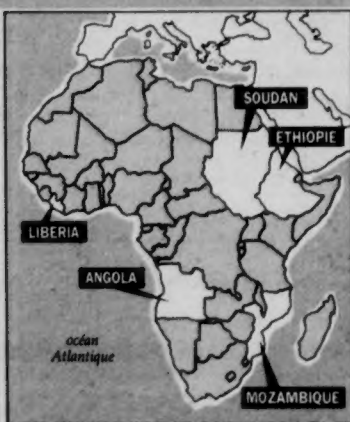 SOUDAN
ETHIOPIE
LIBERIA
ANGOLA
océan
Atlantique
MOZAMBIQUE